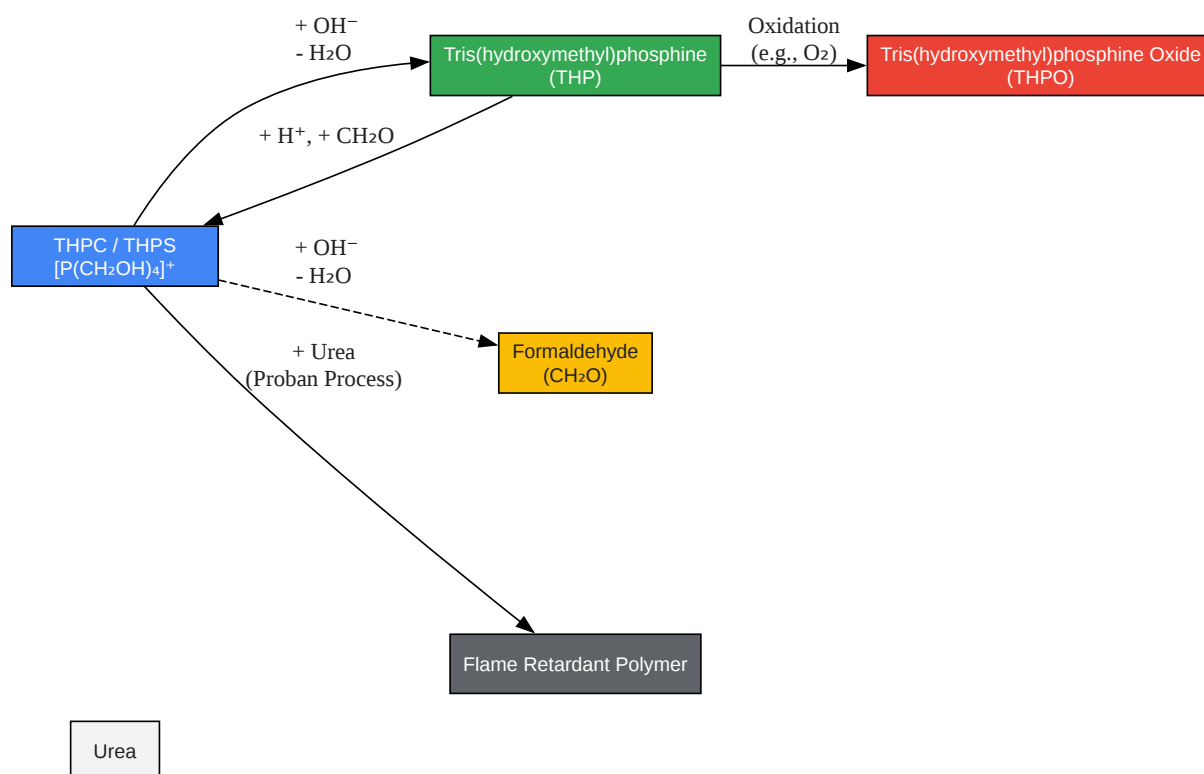 + OH⁻
- H₂O
Tris(hydroxymethyl)phosphine
(THP)
Oxidation
(e.g., O₂)
Tris(hydroxymethyl)phosphine Oxide
(THPO)
+ H⁺, + CH₂O
THPC / THPS
[P(CH₂OH)₄]⁺
+ OH⁻
- H₂O
Formaldehyde
(CH₂O)
+ Urea
(Proban Process)
Flame Retardant Polymer
Urea